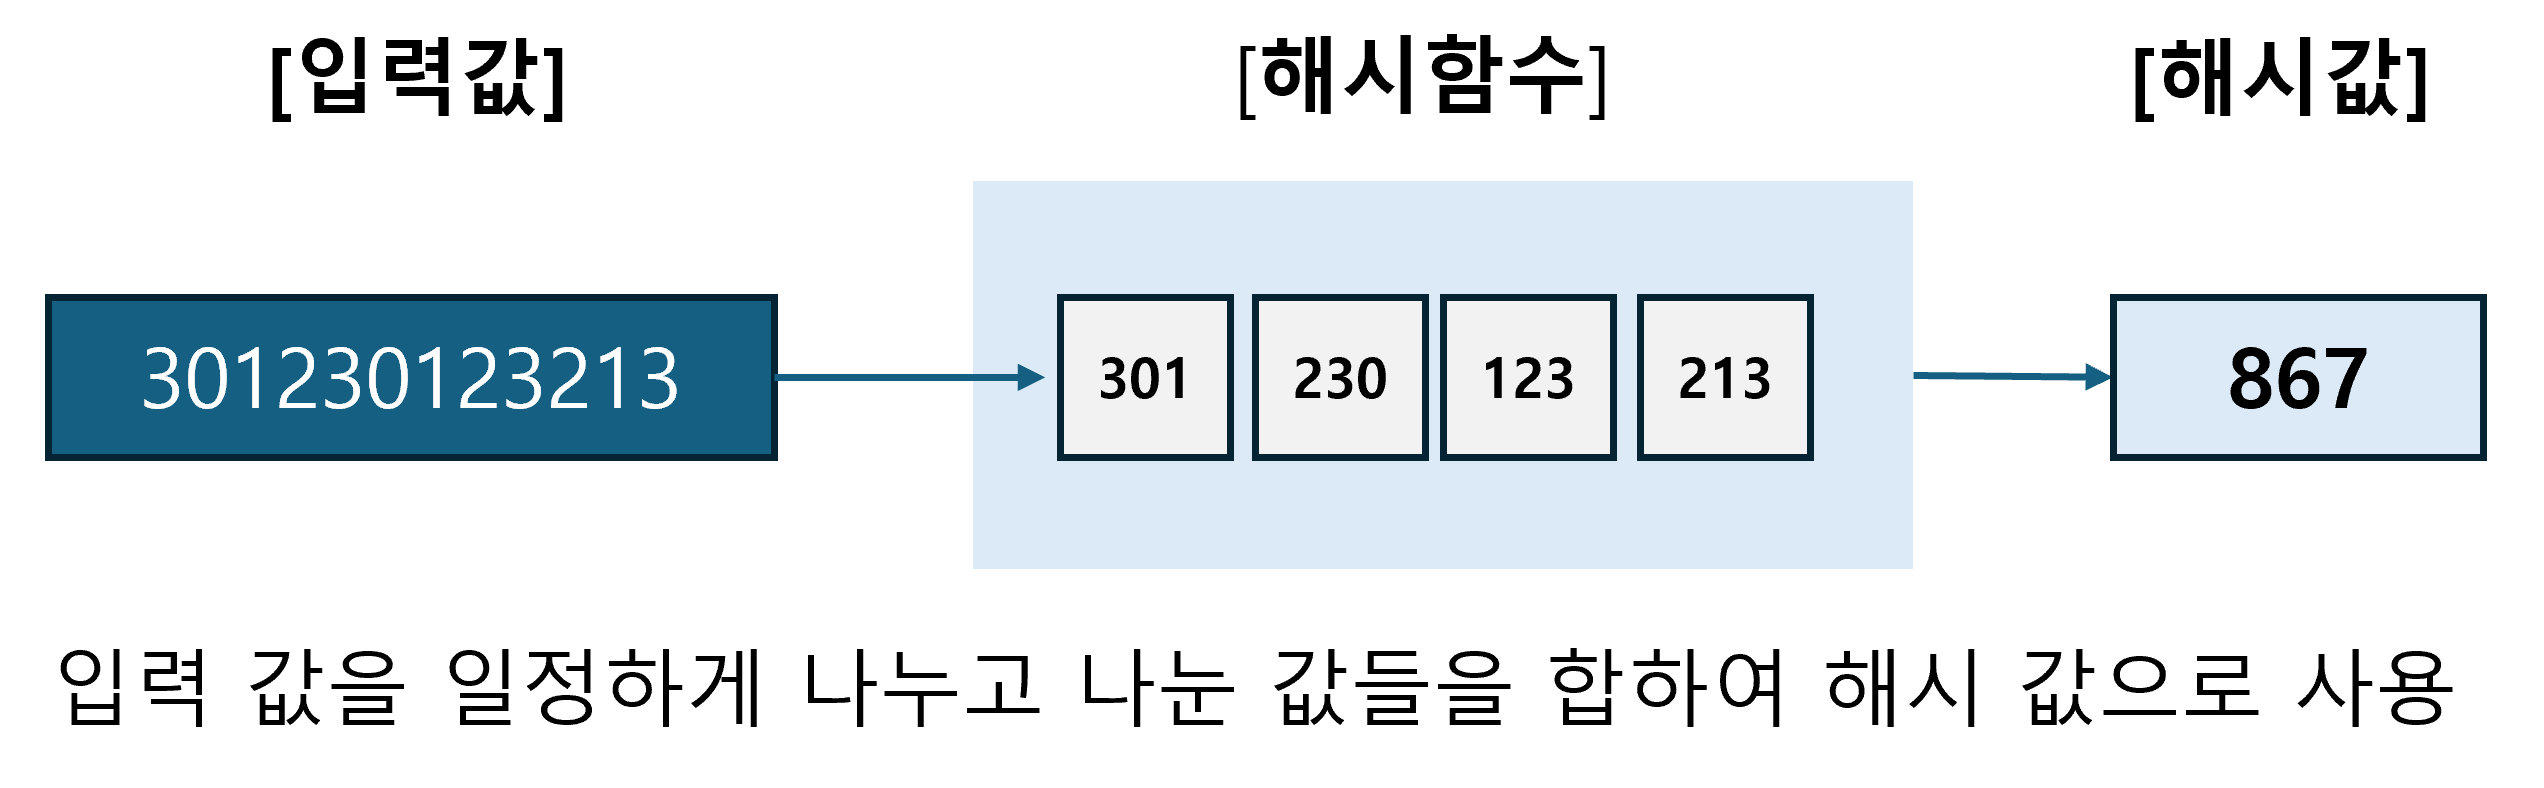 [입력값] [해시함수] [해시값]
301230123213 301 230 123 213 867
입력 값을 일정하게 나누고 나눈 값들을 합하여 해시 값으로 사용